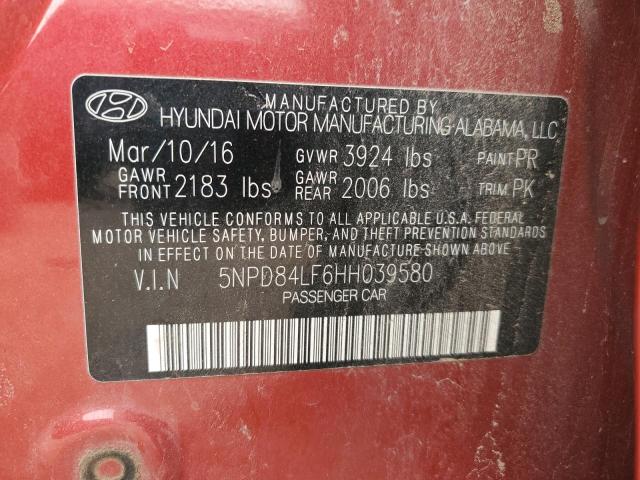 MANUFACTURED BY
HYUNDAI MOTOR MANUFACTURING ALABAMA, LLC
Mar/10/16 GVWR 3924 lbs PAINT PR
GAWR FRONT 2183 lbs GAWR REAR 2006 lbs TRIM PK
THIS VEHICLE CONFORMS TO ALL APPLICABLE U.S.A. FEDERAL
MOTOR VEHICLE SAFETY, BUMPER, AND THEFT PREVENTION STANDARDS
IN EFFECT ON THE DATE OF MANUFACTURE SHOWN ABOVE.
V.I.N 5NPD84LF6HH039580
PASSENGER CAR